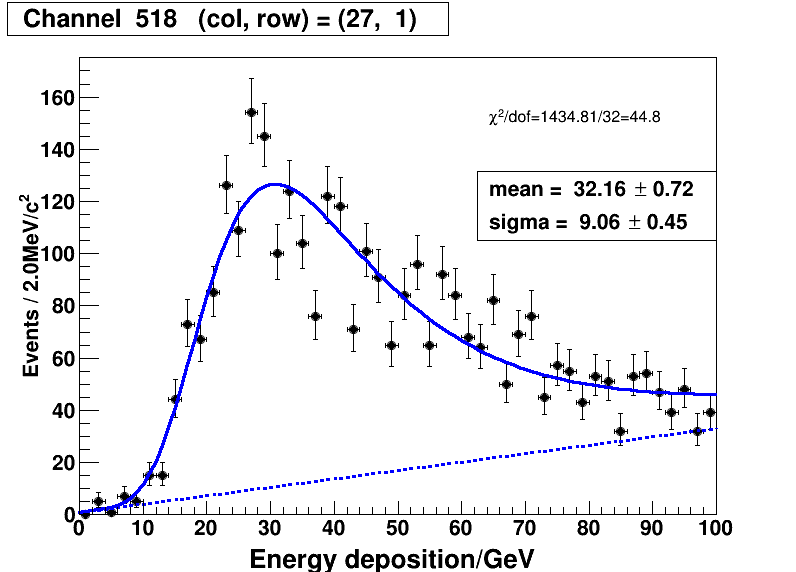 Channel 518 (col, row) = (27, 1)
χ²/dof=1434.81/32=44.8
mean = 32.16 ± 0.72
sigma = 9.06 ± 0.45
Events / 2.0MeV/c²
160
140
120
100
80
60
40
20
0
0 10 20 30 40 50 60 70 80 90 100
Energy deposition/GeV